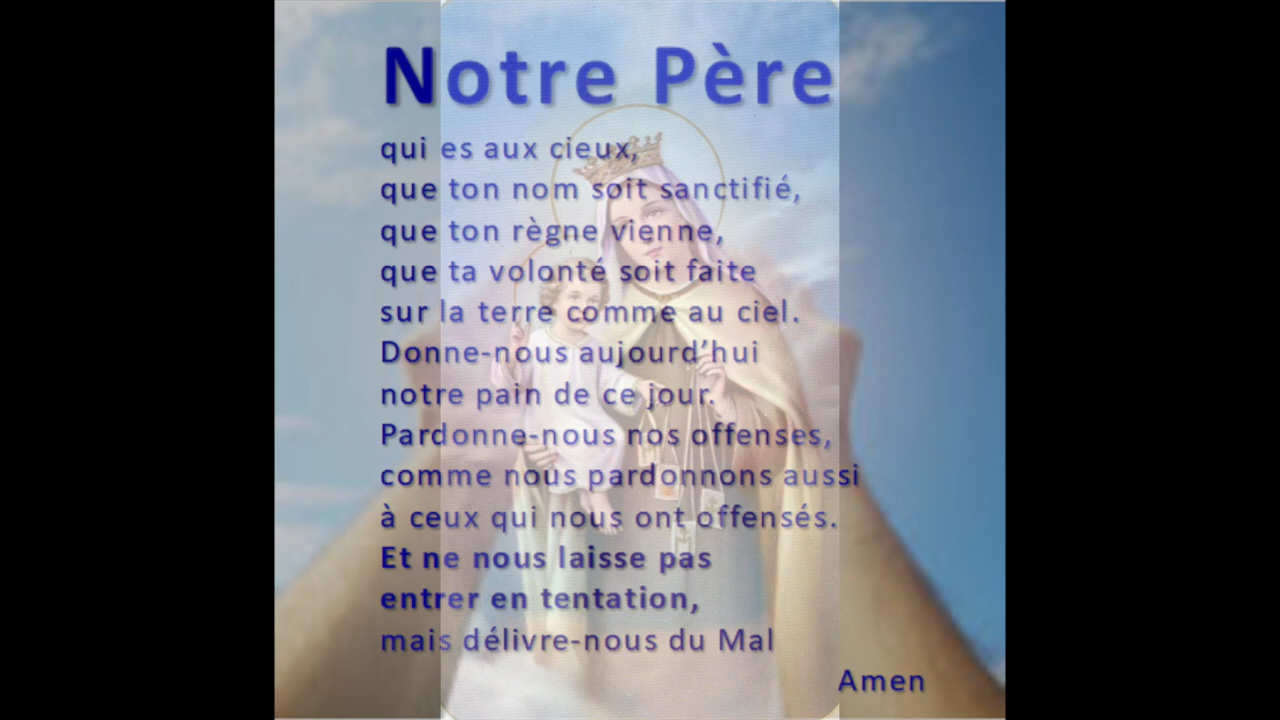 Notre Père
qui es aux cieux,
que ton nom soit sanctifié,
que ton règne vienne,
que ta volonté soit faite
sur la terre comme au ciel.
Donne-nous aujourd’hui
notre pain de ce jour.
Pardonne-nous nos offenses,
comme nous pardonnons aussi
à ceux qui nous ont offensés.
Et ne nous laisse pas
entrer en tentation,
mais délivre-nous du Mal
Amen